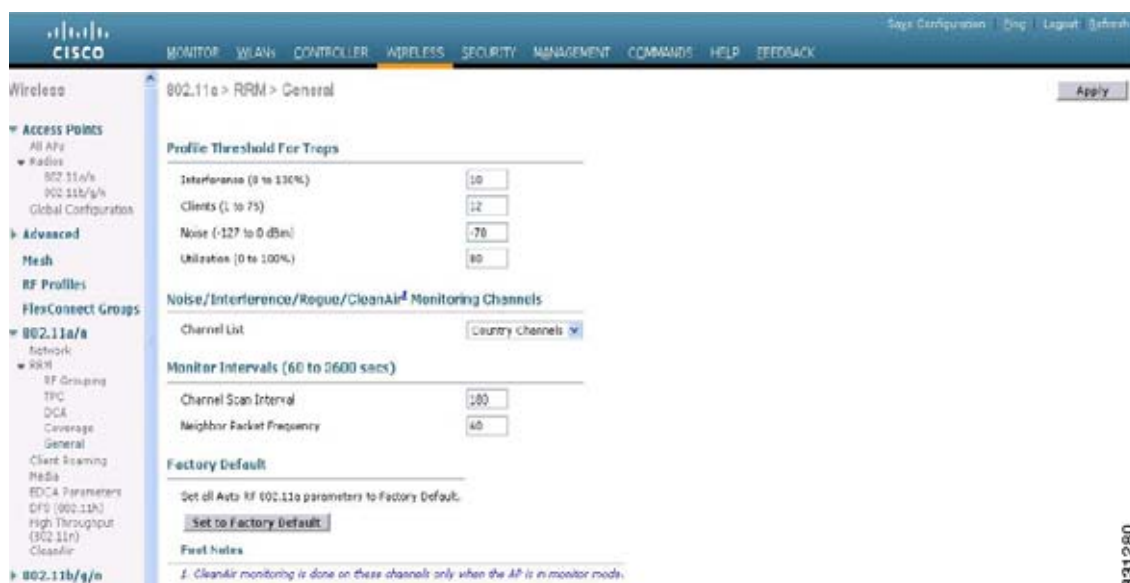 Save Configuration | Ping | Logout | Refresh
CISCO
MONITOR WLANs CONTROLLER WIRELESS SECURITY MANAGEMENT COMMANDS HELP FEEDBACK
Wireless
Access Points
All APs
Radios
802.11a/n
802.11b/g/n
Global Configuration
Advanced
Mesh
RF Profiles
FlexConnect Groups
802.11a/n
Network
RRM
RF Grouping
TPC
DCA
Coverage
General
Client Roaming
Media
EDCA Parameters
DFS (802.11h)
High Throughput
(802.11n)
CleanAir
802.11b/g/n
802.11a > RRM > General
Apply
Profile Threshold For Traps
Interference (0 to 100%) 10
Clients (1 to 75) 12
Noise (-127 to 0 dBm) -70
Utilization (0 to 100%) 80
Noise/Interference/Rogue/CleanAir1 Monitoring Channels
Channel List Country Channels
Monitor Intervals (60 to 3600 secs)
Channel Scan Interval 180
Neighbor Packet Frequency 60
Factory Default
Set all Auto RF 802.11a parameters to Factory Default.
Set to Factory Default
Foot Notes
1. CleanAir monitoring is done on these channels only when the AP is in monitor mode.
331280